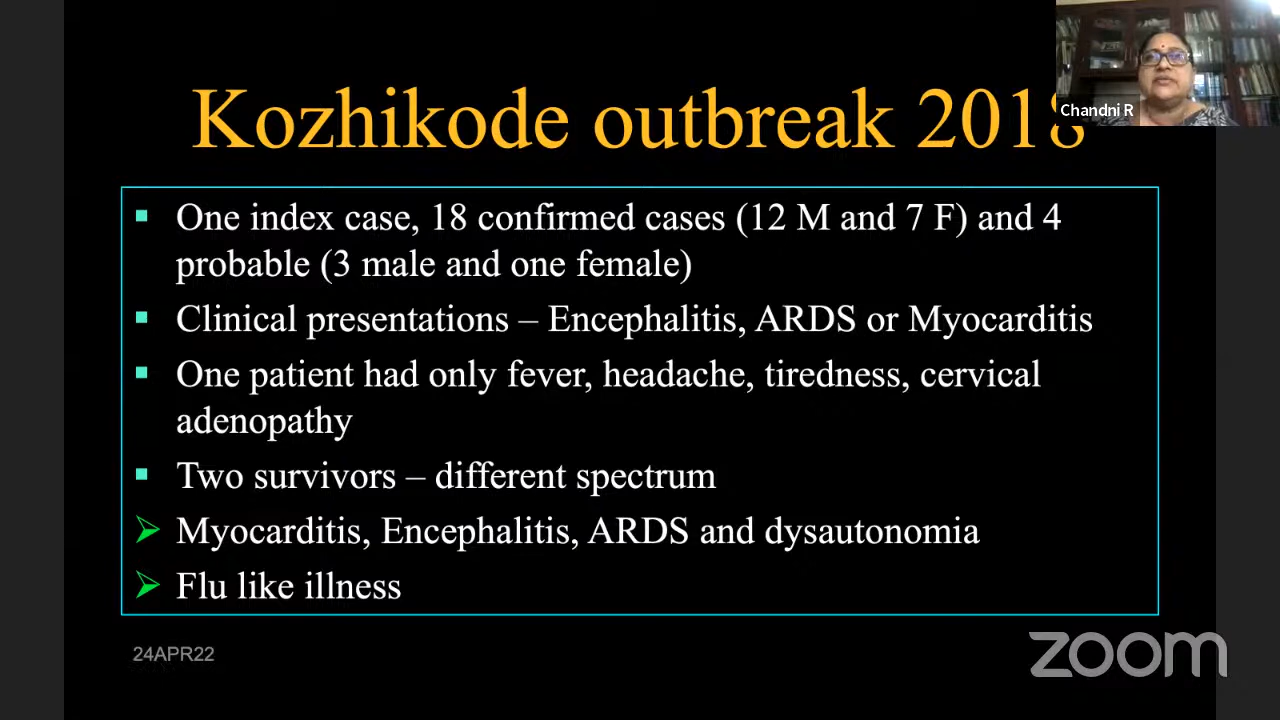 Kozhikode outbreak 2018
Chandni R
One index case, 18 confirmed cases (12 M and 7 F) and 4
probable (3 male and one female)
Clinical presentations – Encephalitis, ARDS or Myocarditis
One patient had only fever, headache, tiredness, cervical
adenopathy
Two survivors – different spectrum
Myocarditis, Encephalitis, ARDS and dysautonomia
Flu like illness
24APR22
zoom